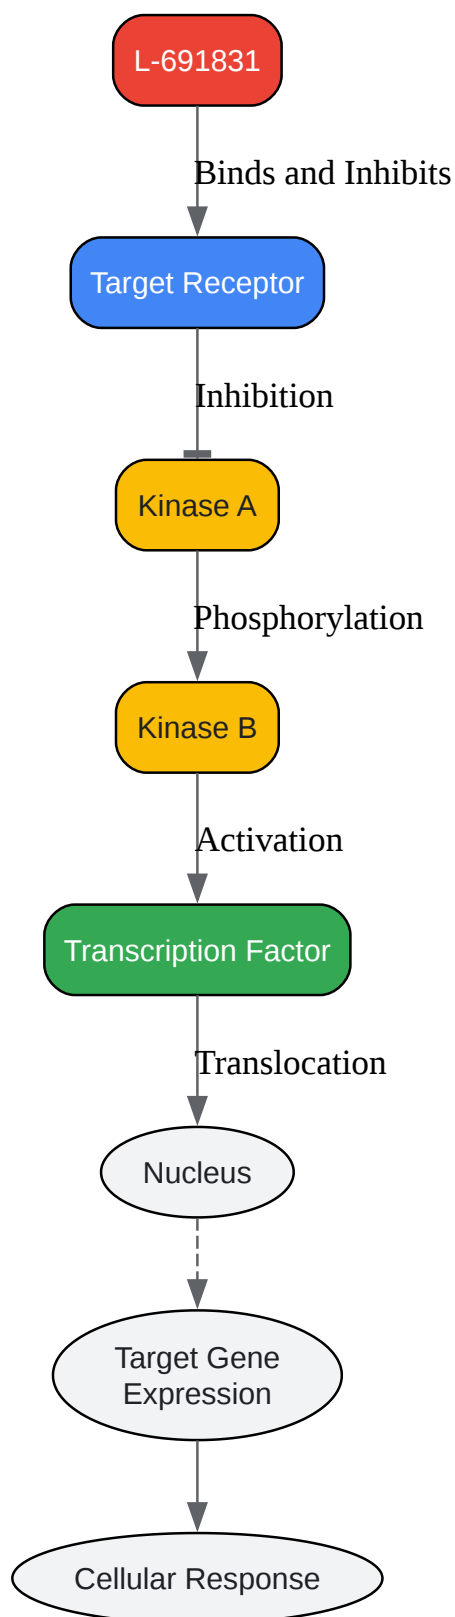 L-691831
Binds and Inhibits
Target Receptor
Inhibition
Kinase A
Phosphorylation
Kinase B
Activation
Transcription Factor
Translocation
Nucleus
Target Gene
Expression
Cellular Response